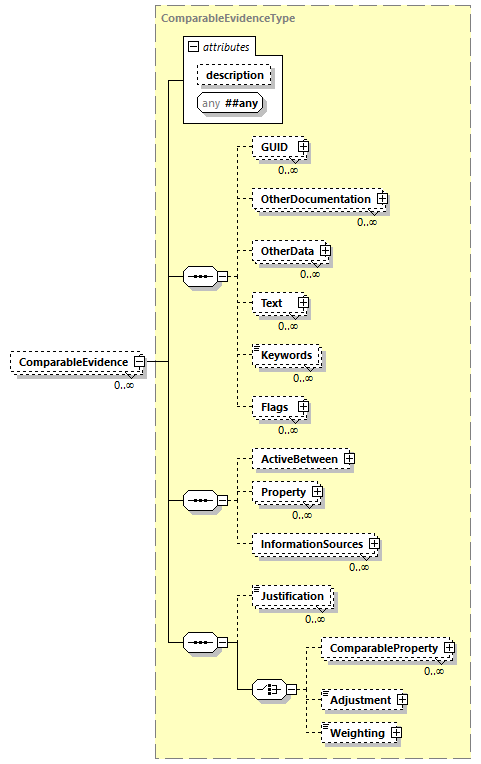 ComparableEvidenceType
attributes
description
any ##any
GUID
0..∞
OtherDocumentation
0..∞
OtherData
0..∞
Text
0..∞
Keywords
0..∞
ComparableEvidence
0..∞
Flags
0..∞
ActiveBetween
Property
0..∞
InformationSources
0..∞
Justification
0..∞
ComparableProperty
0..∞
Adjustment
Weighting